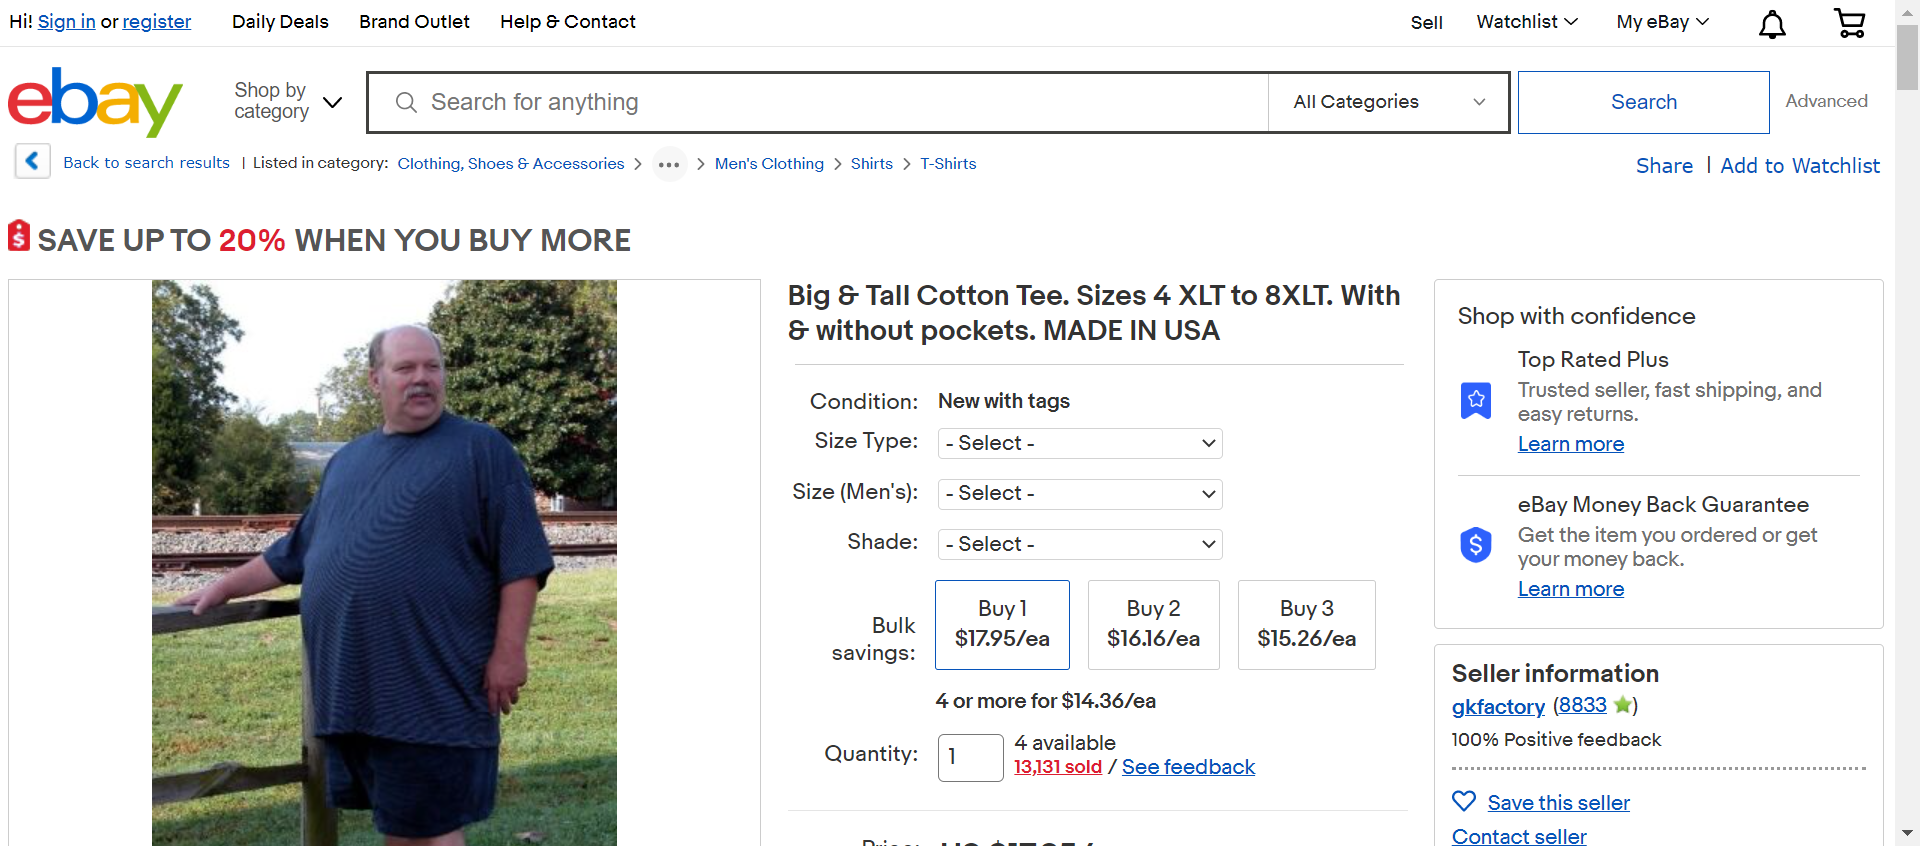 Hi! Sign in or register Daily Deals Brand Outlet Help & Contact Sell Watchlist My eBay
ebay
Shop by
category
Search for anything All Categories Search Advanced
Back to search results | Listed in category: Clothing, Shoes & Accessories > ••• > Men's Clothing > Shirts > T-Shirts
Share | Add to Watchlist
$ SAVE UP TO 20% WHEN YOU BUY MORE
Big & Tall Cotton Tee. Sizes 4 XLT to 8XLT. With
& without pockets. MADE IN USA
Condition: New with tags
Size Type: - Select -
Size (Men's): - Select -
Shade: - Select -
Bulk
savings:
Buy 1
$17.95/ea
Buy 2
$16.16/ea
Buy 3
$15.26/ea
4 or more for $14.36/ea
Quantity: 1
4 available
13,131 sold / See feedback
Shop with confidence
Top Rated Plus
Trusted seller, fast shipping, and
easy returns.
Learn more
eBay Money Back Guarantee
$
Get the item you ordered or get
your money back.
Learn more
Seller information
gkfactory (8833)
100% Positive feedback
Save this seller
Contact seller